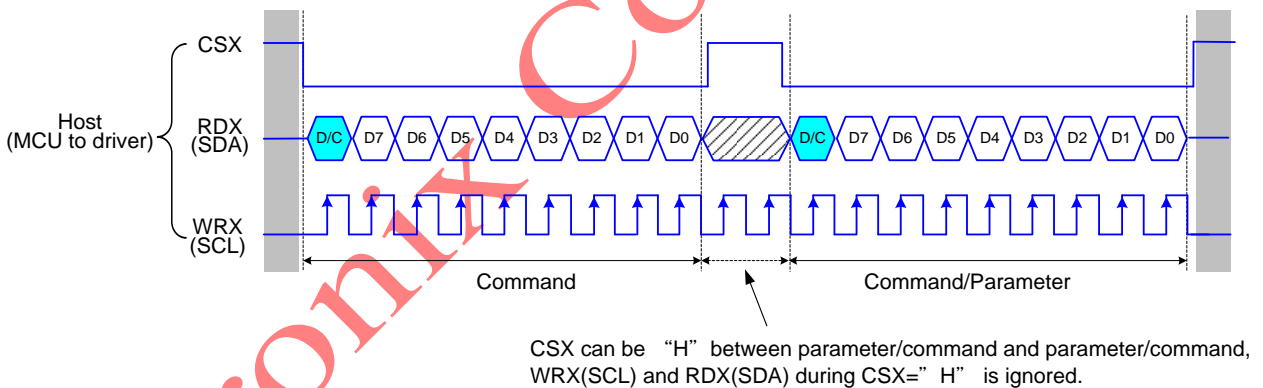 CSX
Host
(MCU to driver)
RDX
(SDA)
D/C D7 D6 D5 D4 D3 D2 D1 D0 D/C D7 D6 D5 D4 D3 D2 D1 D0
WRX
(SCL)
Command Command/Parameter
CSX can be “H” between parameter/command and parameter/command,
WRX(SCL) and RDX(SDA) during CSX=”H” is ignored.
ronix Co